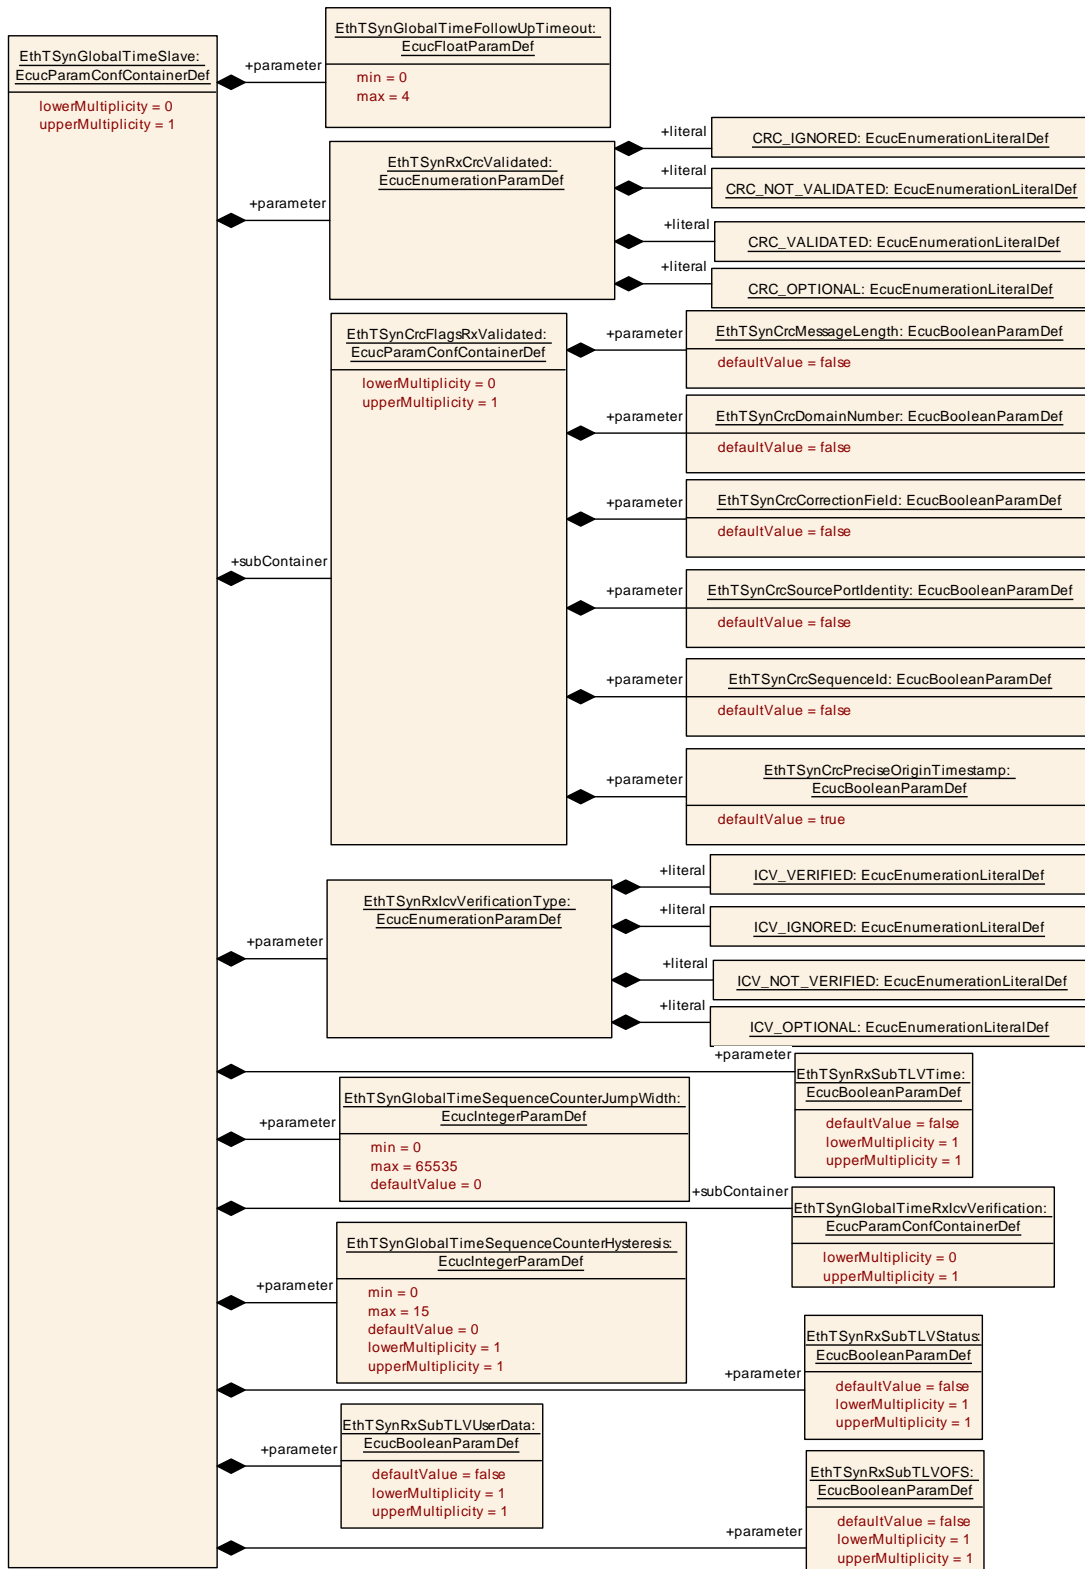 EthTSynGlobalTimeSlave:
EcucParamConfContainerDef
lowerMultiplicity = 0
upperMultiplicity = 1
+parameter
EthTSynGlobalTimeFollowUpTimeout:
EcucFloatParamDef
min = 0
max = 4
+parameter
EthTSynRxCrcValidated:
EcucEnumerationParamDef
+literal
CRC_IGNORED: EcucEnumerationLiteralDef
+literal
CRC_NOT_VALIDATED: EcucEnumerationLiteralDef
+literal
CRC_VALIDATED: EcucEnumerationLiteralDef
+literal
CRC_OPTIONAL: EcucEnumerationLiteralDef
+subContainer
EthTSynCrcFlagsRxValidated:
EcucParamConfContainerDef
lowerMultiplicity = 0
upperMultiplicity = 1
+parameter
EthTSynCrcMessageLength: EcucBooleanParamDef
defaultValue = false
+parameter
EthTSynCrcDomainNumber: EcucBooleanParamDef
defaultValue = false
+parameter
EthTSynCrcCorrectionField: EcucBooleanParamDef
defaultValue = false
+parameter
EthTSynCrcSourcePortIdentity: EcucBooleanParamDef
defaultValue = false
+parameter
EthTSynCrcSequenceId: EcucBooleanParamDef
defaultValue = false
+parameter
EthTSynCrcPreciseOriginTimestamp:
EcucBooleanParamDef
defaultValue = true
+parameter
EthTSynRxIcvVerificationType:
EcucEnumerationParamDef
+literal
ICV_VERIFIED: EcucEnumerationLiteralDef
+literal
ICV_IGNORED: EcucEnumerationLiteralDef
+literal
ICV_NOT_VERIFIED: EcucEnumerationLiteralDef
+literal
ICV_OPTIONAL: EcucEnumerationLiteralDef
+parameter
EthTSynRxSubTLVTime:
EcucBooleanParamDef
defaultValue = false
lowerMultiplicity = 1
upperMultiplicity = 1
+parameter
EthTSynGlobalTimeSequenceCounterJumpWidth:
EcucIntegerParamDef
min = 0
max = 65535
defaultValue = 0
+subContainer
EthTSynGlobalTimeRxIcvVerification:
EcucParamConfContainerDef
lowerMultiplicity = 0
upperMultiplicity = 1
+parameter
EthTSynGlobalTimeSequenceCounterHysteresis:
EcucIntegerParamDef
min = 0
max = 15
defaultValue = 0
lowerMultiplicity = 1
upperMultiplicity = 1
+parameter
EthTSynRxSubTLVStatus:
EcucBooleanParamDef
defaultValue = false
lowerMultiplicity = 1
upperMultiplicity = 1
+parameter
EthTSynRxSubTLVUserData:
EcucBooleanParamDef
defaultValue = false
lowerMultiplicity = 1
upperMultiplicity = 1
+parameter
EthTSynRxSubTLVOFS:
EcucBooleanParamDef
defaultValue = false
lowerMultiplicity = 1
upperMultiplicity = 1